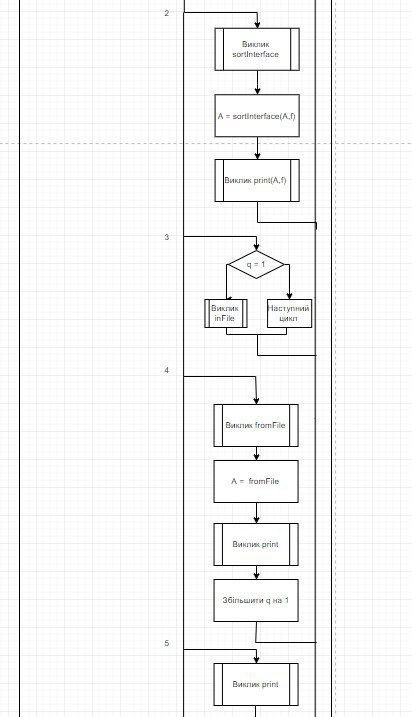 2
Виклик
sortInterface
A = sortInterface(A,f)
Виклик print(A,f)
3
q = 1
Виклик
inFile
Наступний
цикл
4
Виклик fromFile
A = fromFile
Виклик print
Збільшити q на 1
5
Виклик print